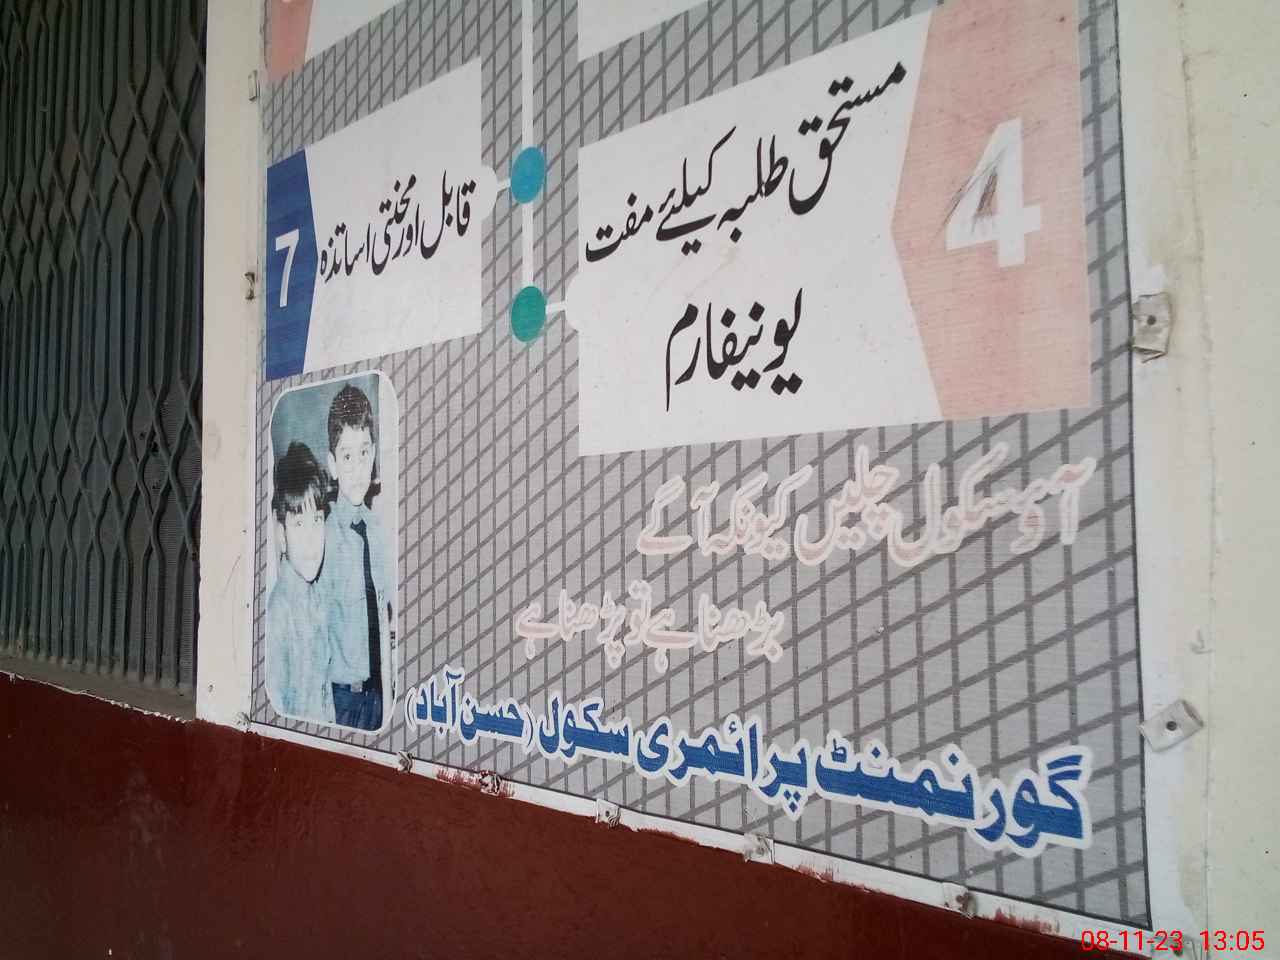 4
مستحق طلبہ کیلئے مفت
یونیفارم
7
قابل اور محنتی اساتذہ
آؤ سکول چلیں کیونکہ آگے
بڑھنا ہے تو پڑھنا ہے
گورنمنٹ پرائمری سکول (حسن آباد)
08-11-23 13:05